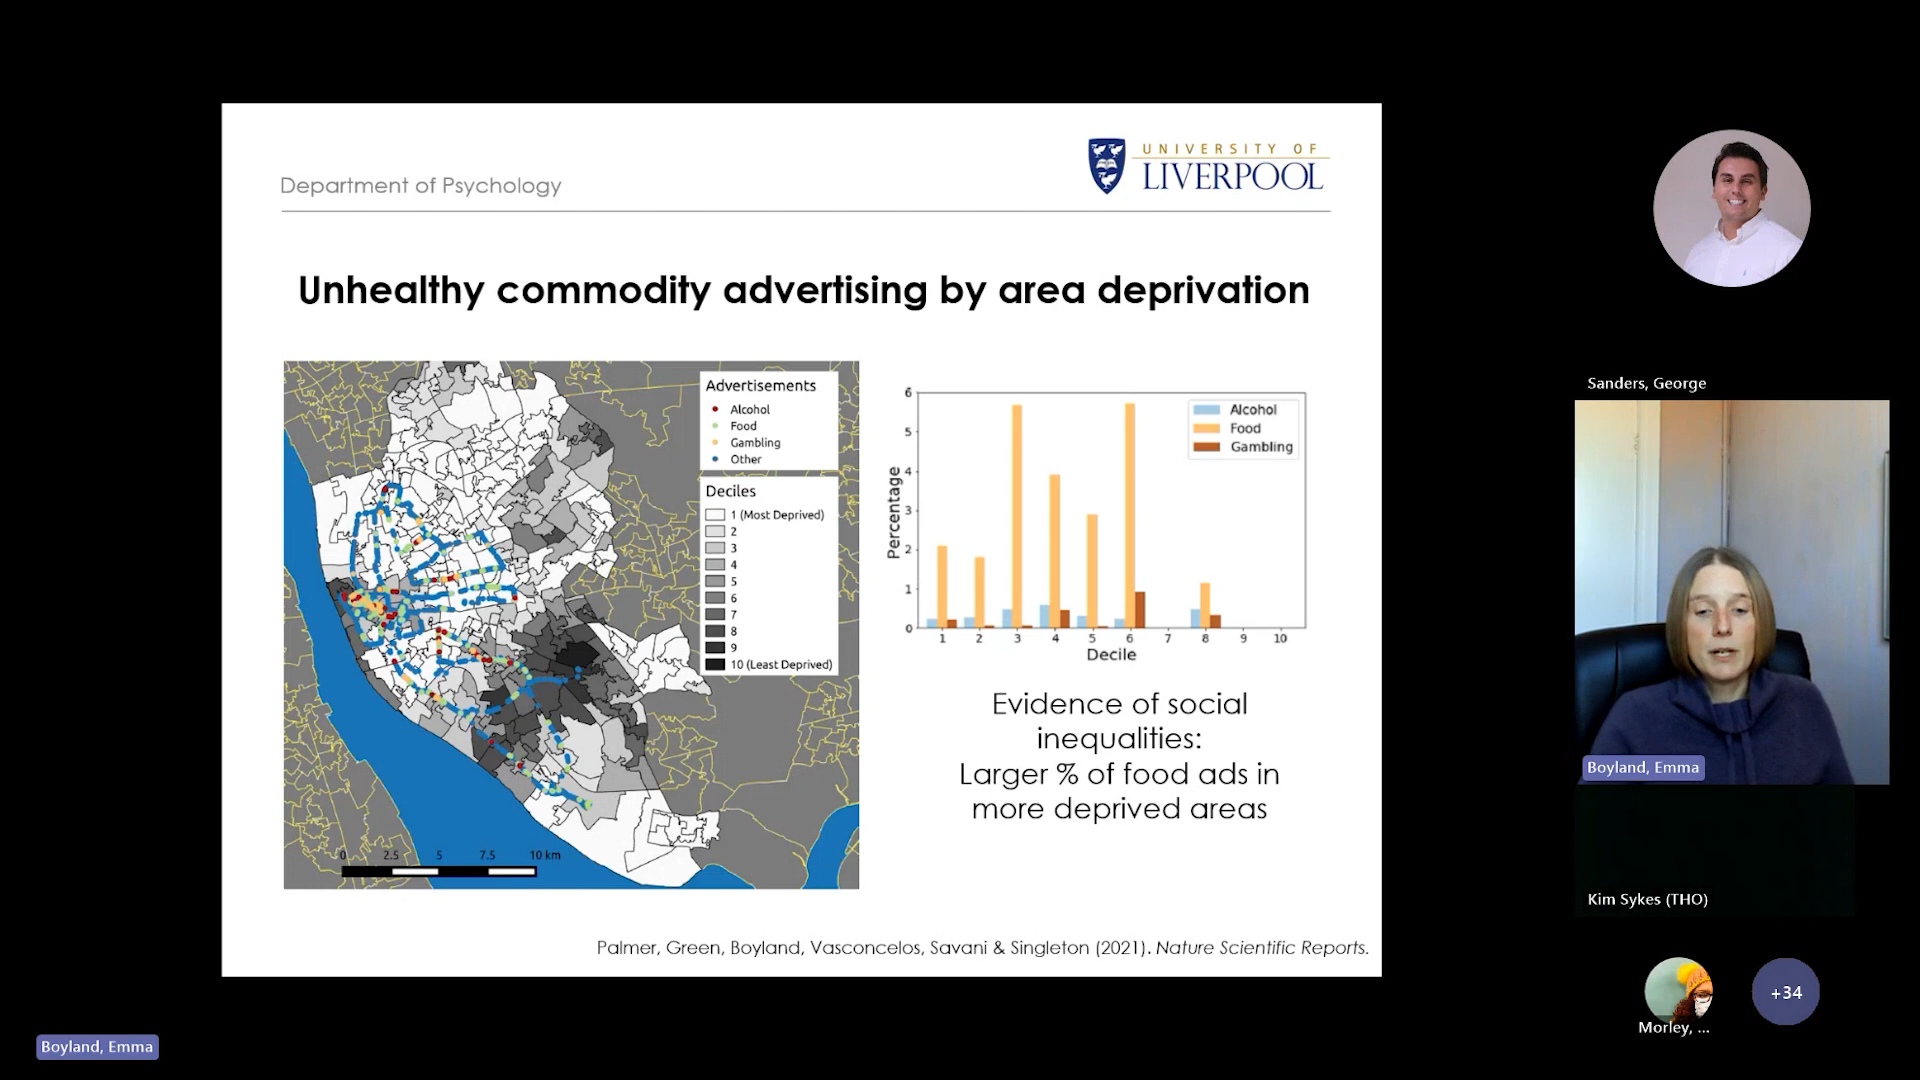 Department of Psychology
UNIVERSITY OF
LIVERPOOL
Unhealthy commodity advertising by area deprivation
Advertisements
Alcohol
Food
Gambling
Other
Deciles
1 (Most Deprived)
2
3
4
5
6
7
8
9
10 (Least Deprived)
0 2.5 5 7.5 10 km
6
5
4
3
2
1
0
Percentage
Alcohol
Food
Gambling
1 2 3 4 5 6 7 8 9 10
Decile
Evidence of social
inequalities:
Larger % of food ads in
more deprived areas
Palmer, Green, Boyland, Vasconcelos, Savani & Singleton (2021). Nature Scientific Reports.
Sanders, George
Boyland, Emma
Kim Sykes (THO)
+34
Morley, ...
Boyland, Emma